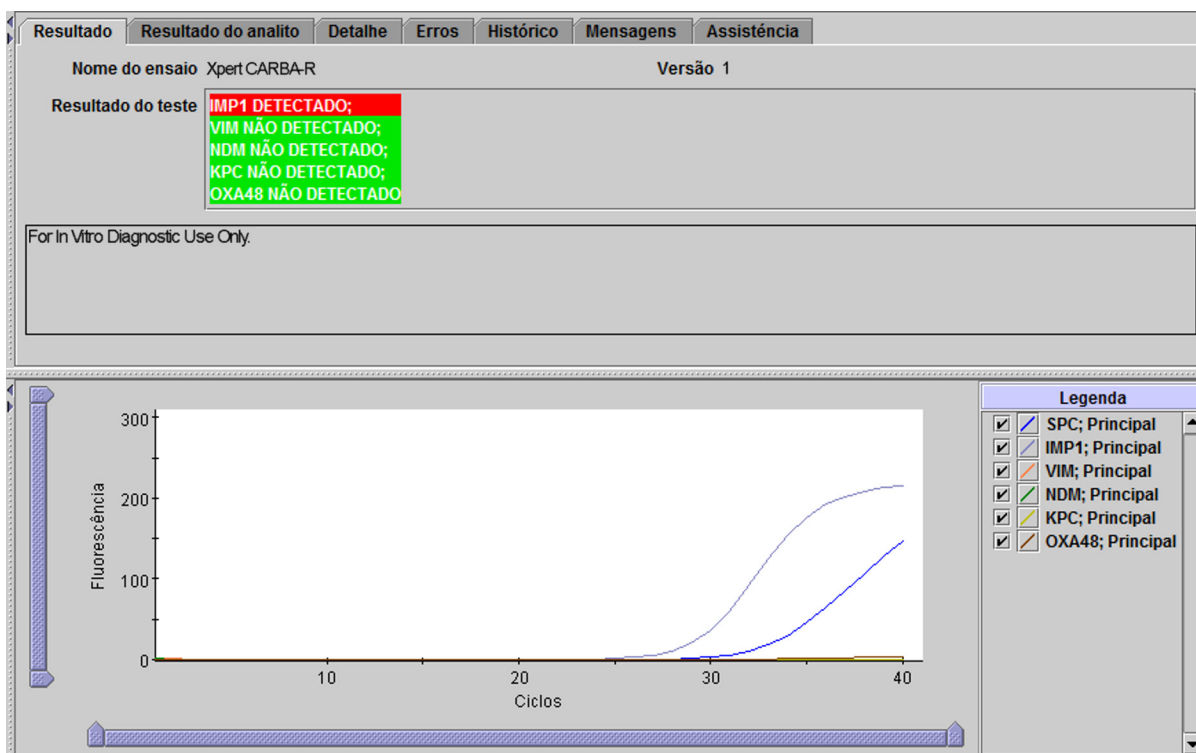 Resultado Resultado do analito Detalhe Erros Histórico Mensagens Assisténcia
Nome do ensaio Xpert CARBA-R Versão 1
Resultado do teste IMP1 DETECTADO;
VIM NÃO DETECTADO;
NDM NÃO DETECTADO;
KPC NÃO DETECTADO;
OXA48 NÃO DETECTADO
For In Vitro Diagnostic Use Only.
300
200
100
0
Fluorescência
10 20 30 40
Ciclos
Legenda
SPC; Principal
IMP1; Principal
VIM; Principal
NDM; Principal
KPC; Principal
OXA48; Principal